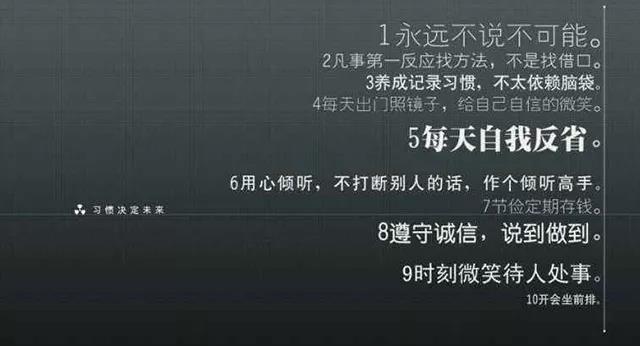 1永远不说不可能。
2凡事第一反应找方法，不是找借口。
3养成记录习惯，不太依赖脑袋。
4每天出门照镜子，给自己自信的微笑。
5每天自我反省。
6用心倾听，不打断别人的话，作个倾听高手。
7节俭定期存钱。
习惯决定未来
8遵守诚信，说到做到。
9时刻微笑待人处事。
10开会坐前排。